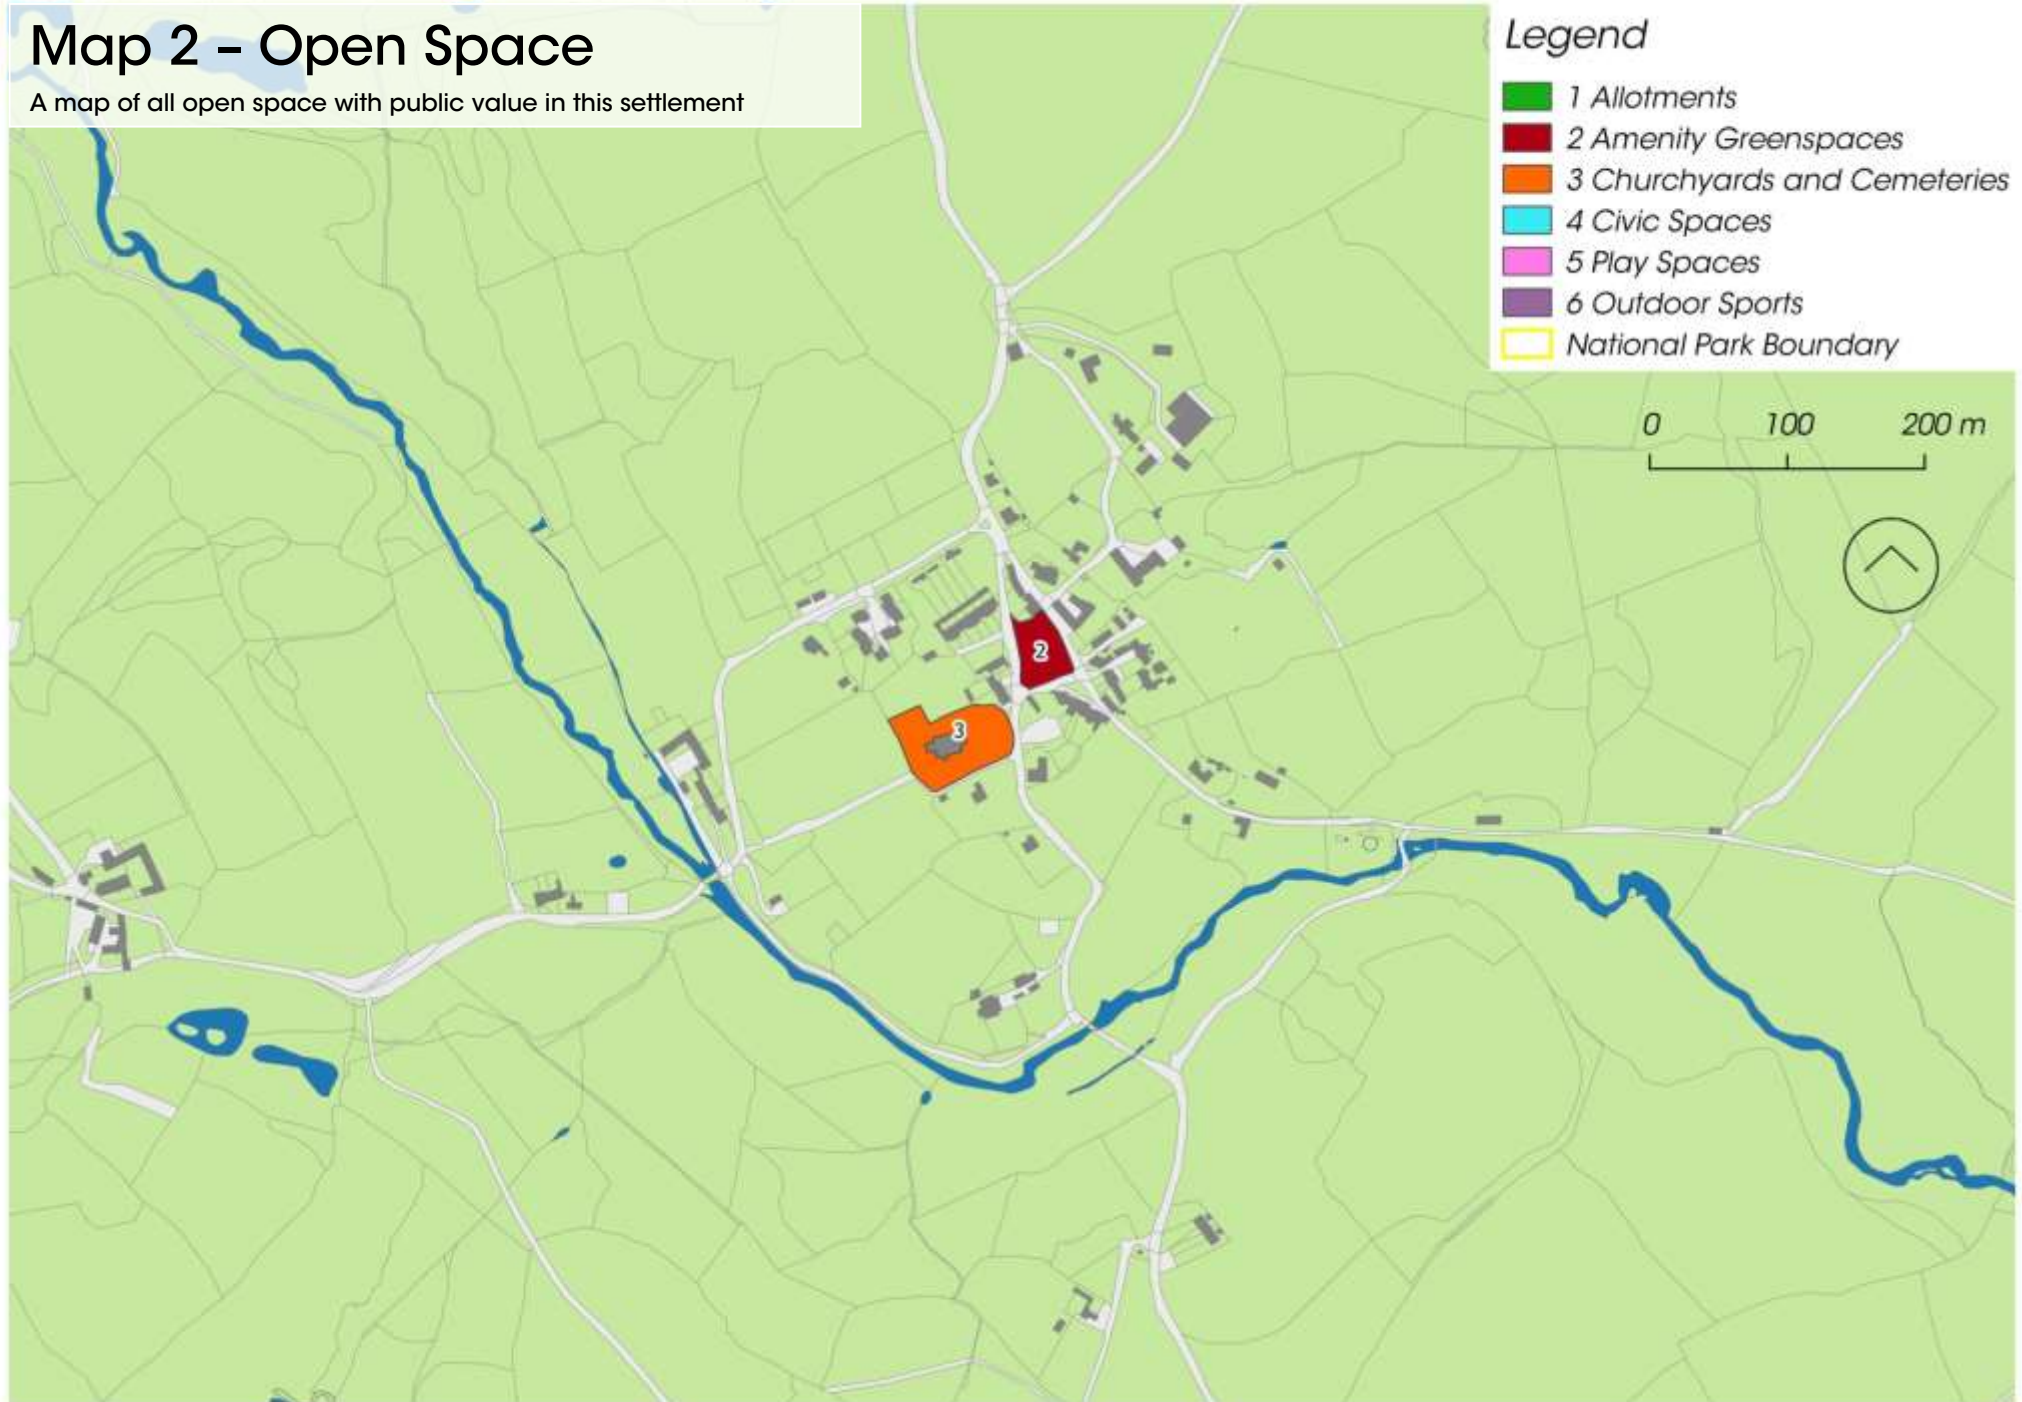 Map 2 – Open Space
A map of all open space with public value in this settlement
Legend
1 Allotments
2 Amenity Greenspaces
3 Churchyards and Cemeteries
4 Civic Spaces
5 Play Spaces
6 Outdoor Sports
National Park Boundary
0 100 200 m
2
3